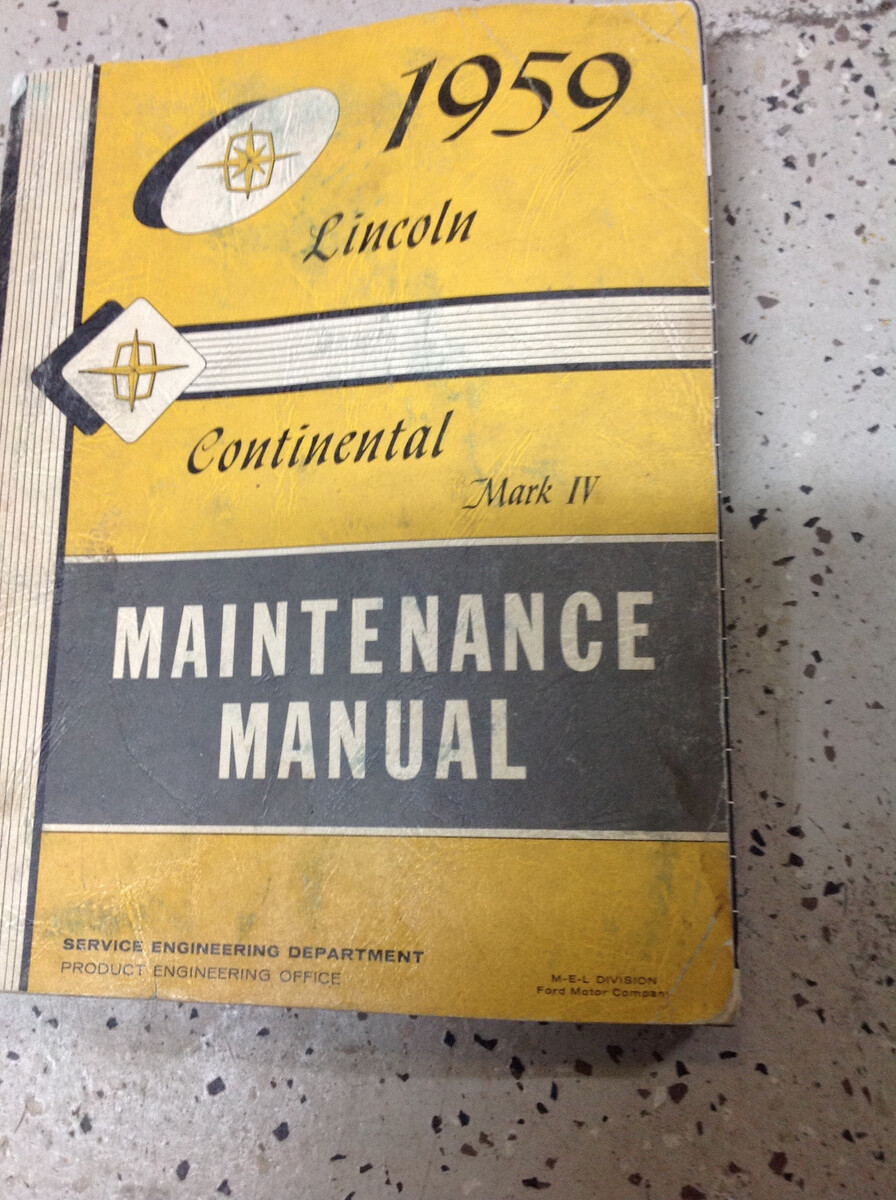 1959
Lincoln
Continental
Mark IV
MAINTENANCE
MANUAL
SERVICE ENGINEERING DEPARTMENT
PRODUCT ENGINEERING OFFICE
M-E-L DIVISION
Ford Motor Company